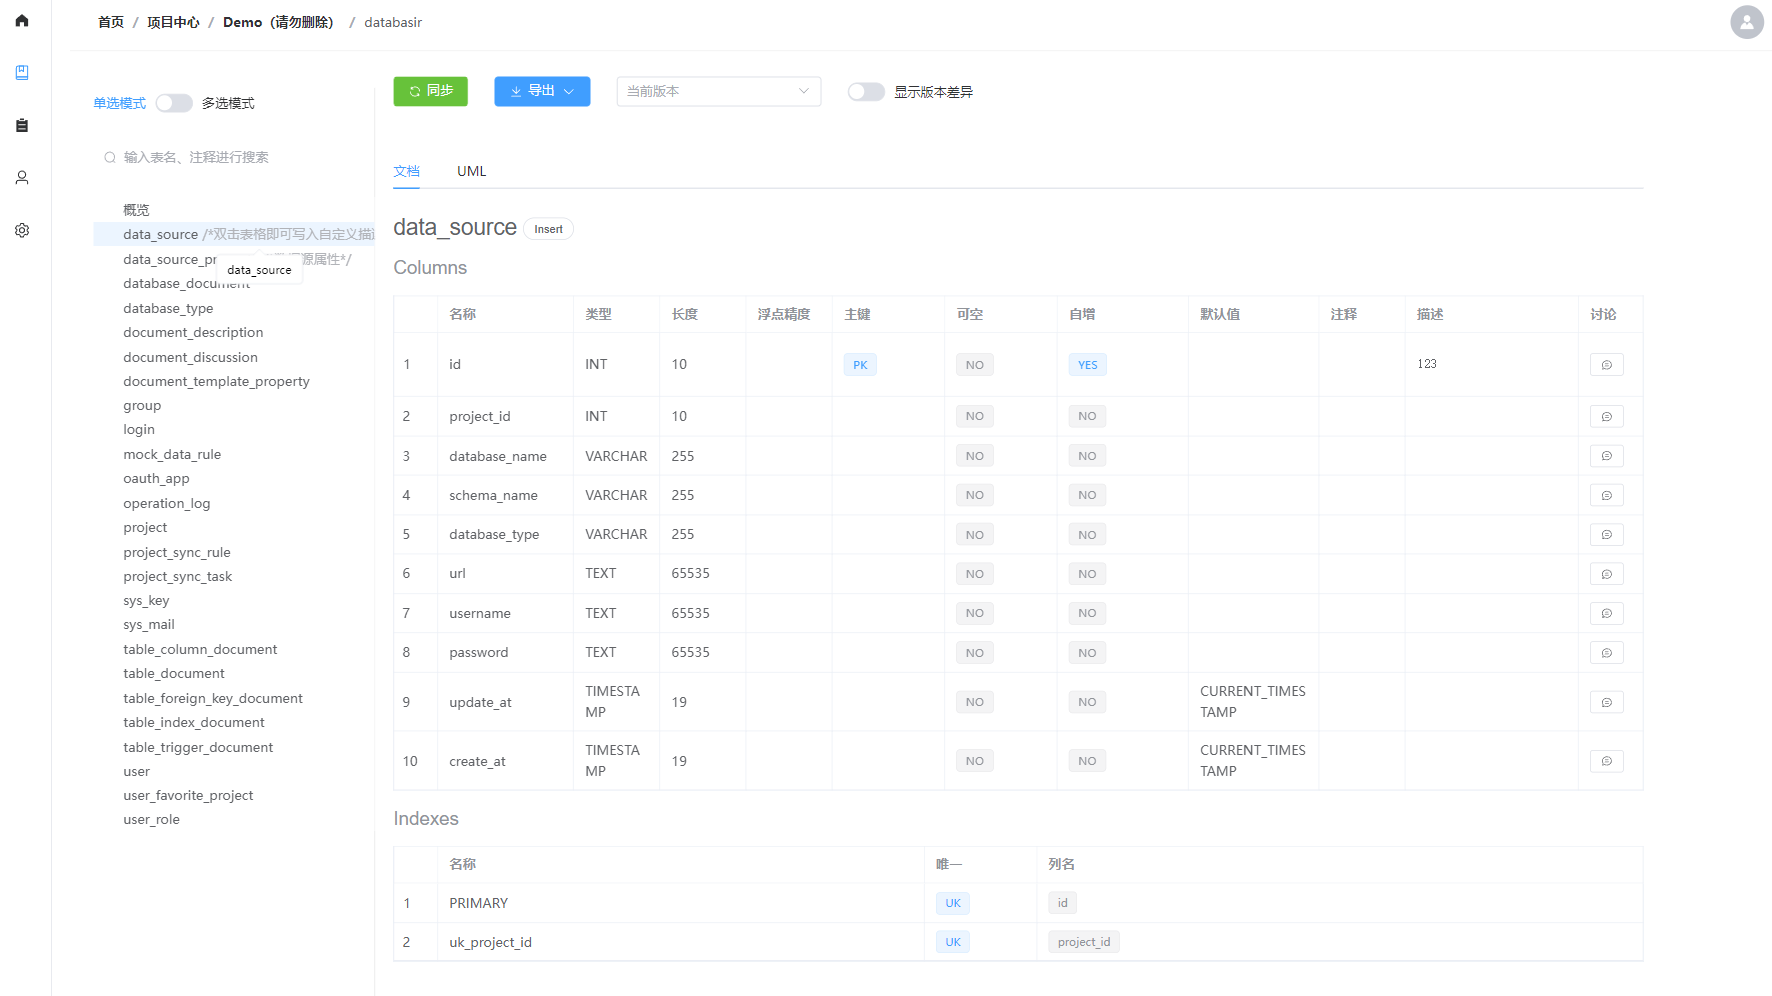 首页 / 项目中心 / Demo（请勿删除） / databasir
单选模式 多选模式
输入表名、注释进行搜索
概览
data_source /*双击表格即可写入自定义描述
data_source_pr 源属性*/
data_source
database_document
database_type
document_description
document_discussion
document_template_property
group
login
mock_data_rule
oauth_app
operation_log
project
project_sync_rule
project_sync_task
sys_key
sys_mail
table_column_document
table_document
table_foreign_key_document
table_index_document
table_trigger_document
user
user_favorite_project
user_role
同步 导出 当前版本 显示版本差异
文档 UML
data_source Insert
Columns
名称 类型 长度 浮点精度 主键 可空 自增 默认值 注释 描述 讨论
1 id INT 10 PK NO YES 123
2 project_id INT 10 NO NO
3 database_name VARCHAR 255 NO NO
4 schema_name VARCHAR 255 NO NO
5 database_type VARCHAR 255 NO NO
6 url TEXT 65535 NO NO
7 username TEXT 65535 NO NO
8 password TEXT 65535 NO NO
9 update_at TIMESTA
MP 19 NO NO CURRENT_TIMES
TAMP
10 create_at TIMESTA
MP 19 NO NO CURRENT_TIMES
TAMP
Indexes
名称 唯一 列名
1 PRIMARY UK id
2 uk_project_id UK project_id